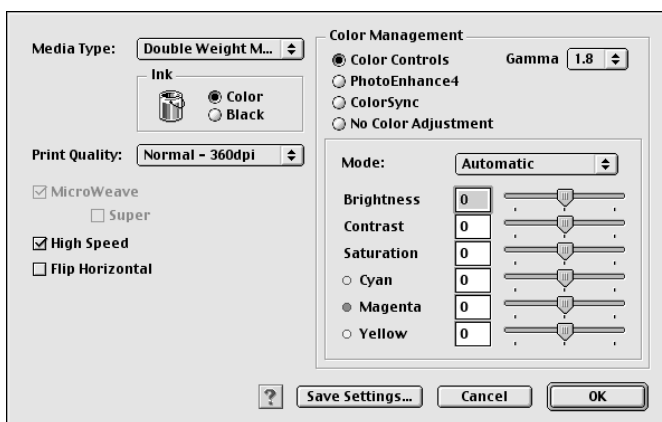 Media Type: Double Weight M...
Ink
Color
Black
Print Quality: Normal - 360dpi
MicroWeave
Super
High Speed
Flip Horizontal
Color Management
Color Controls
Gamma 1.8
PhotoEnhance4
ColorSync
No Color Adjustment
Mode: Automatic
Brightness 0
Contrast 0
Saturation 0
Cyan 0
Magenta 0
Yellow 0
? Save Settings... Cancel OK